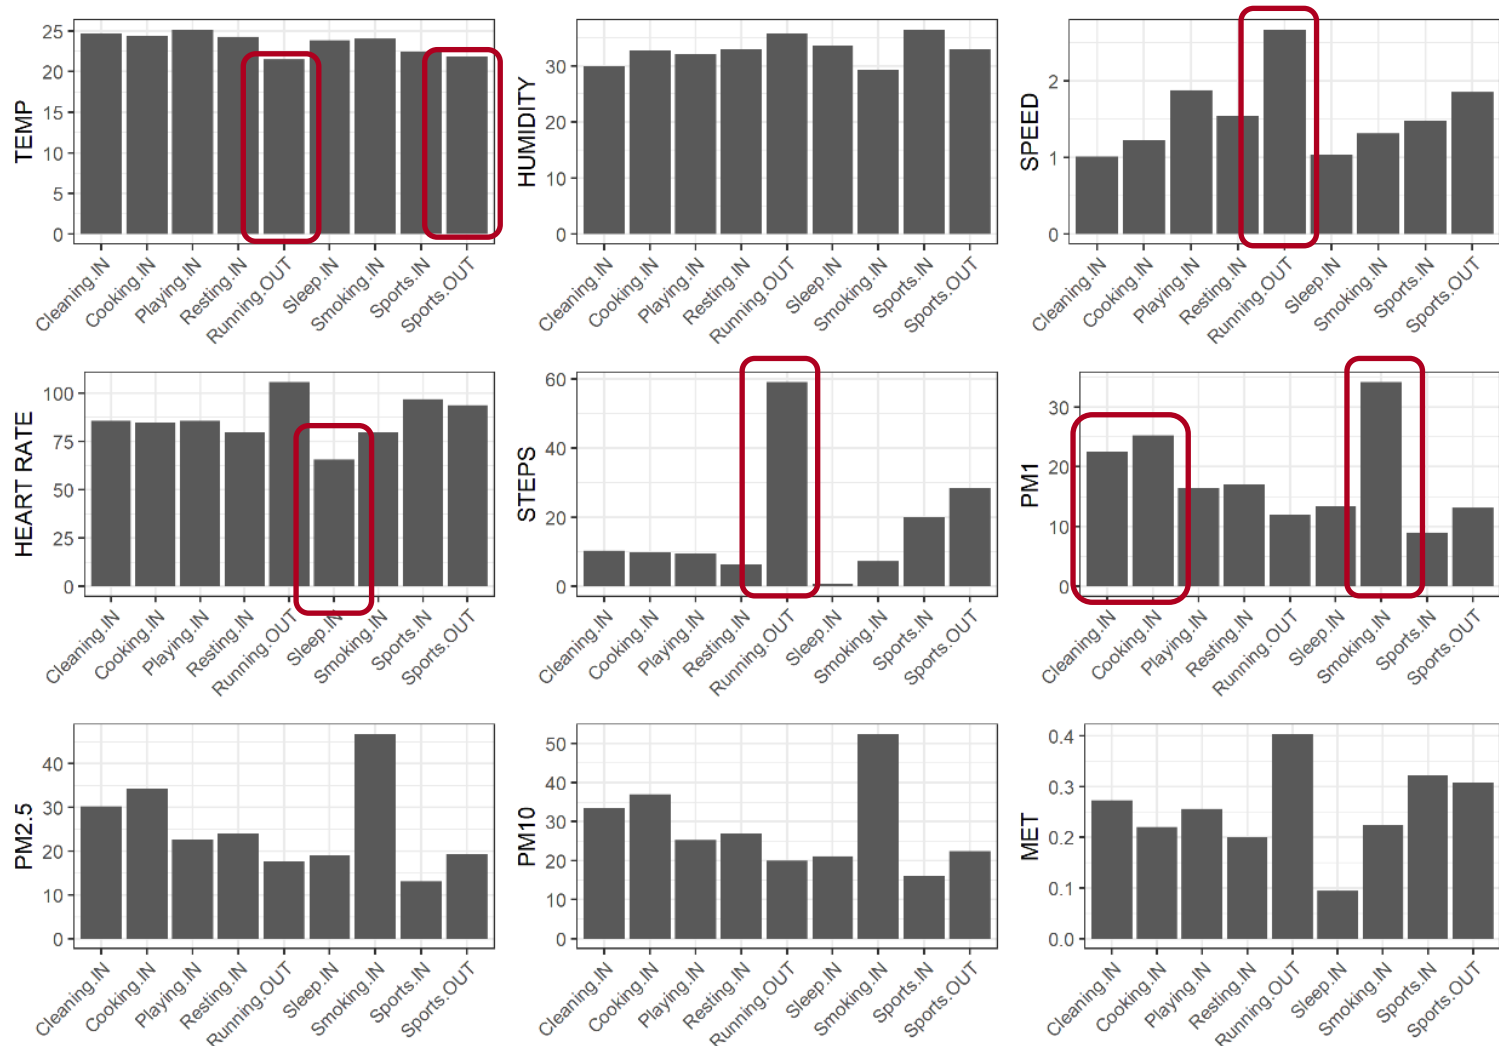 TEMP
25
20
15
10
5
0
Cleaning.IN
Cooking.IN
Playing.IN
Resting.IN
Running.OUT
Sleep.IN
Smoking.IN
Sports.IN
Sports.OUT
HUMIDITY
30
20
10
0
Cleaning.IN
Cooking.IN
Playing.IN
Resting.IN
Running.OUT
Sleep.IN
Smoking.IN
Sports.IN
Sports.OUT
SPEED
2
1
0
Cleaning.IN
Cooking.IN
Playing.IN
Resting.IN
Running.OUT
Sleep.IN
Smoking.IN
Sports.IN
Sports.OUT
HEART RATE
100
75
50
25
0
Cleaning.IN
Cooking.IN
Playing.IN
Resting.IN
Running.OUT
Sleep.IN
Smoking.IN
Sports.IN
Sports.OUT
STEPS
60
40
20
0
Cleaning.IN
Cooking.IN
Playing.IN
Resting.IN
Running.OUT
Sleep.IN
Smoking.IN
Sports.IN
Sports.OUT
PM1
30
20
10
0
Cleaning.IN
Cooking.IN
Playing.IN
Resting.IN
Running.OUT
Sleep.IN
Smoking.IN
Sports.IN
Sports.OUT
PM2.5
40
30
20
10
0
Cleaning.IN
Cooking.IN
Playing.IN
Resting.IN
Running.OUT
Sleep.IN
Smoking.IN
Sports.IN
Sports.OUT
PM10
50
40
30
20
10
0
Cleaning.IN
Cooking.IN
Playing.IN
Resting.IN
Running.OUT
Sleep.IN
Smoking.IN
Sports.IN
Sports.OUT
MET
0.4
0.3
0.2
0.1
0.0
Cleaning.IN
Cooking.IN
Playing.IN
Resting.IN
Running.OUT
Sleep.IN
Smoking.IN
Sports.IN
Sports.OUT